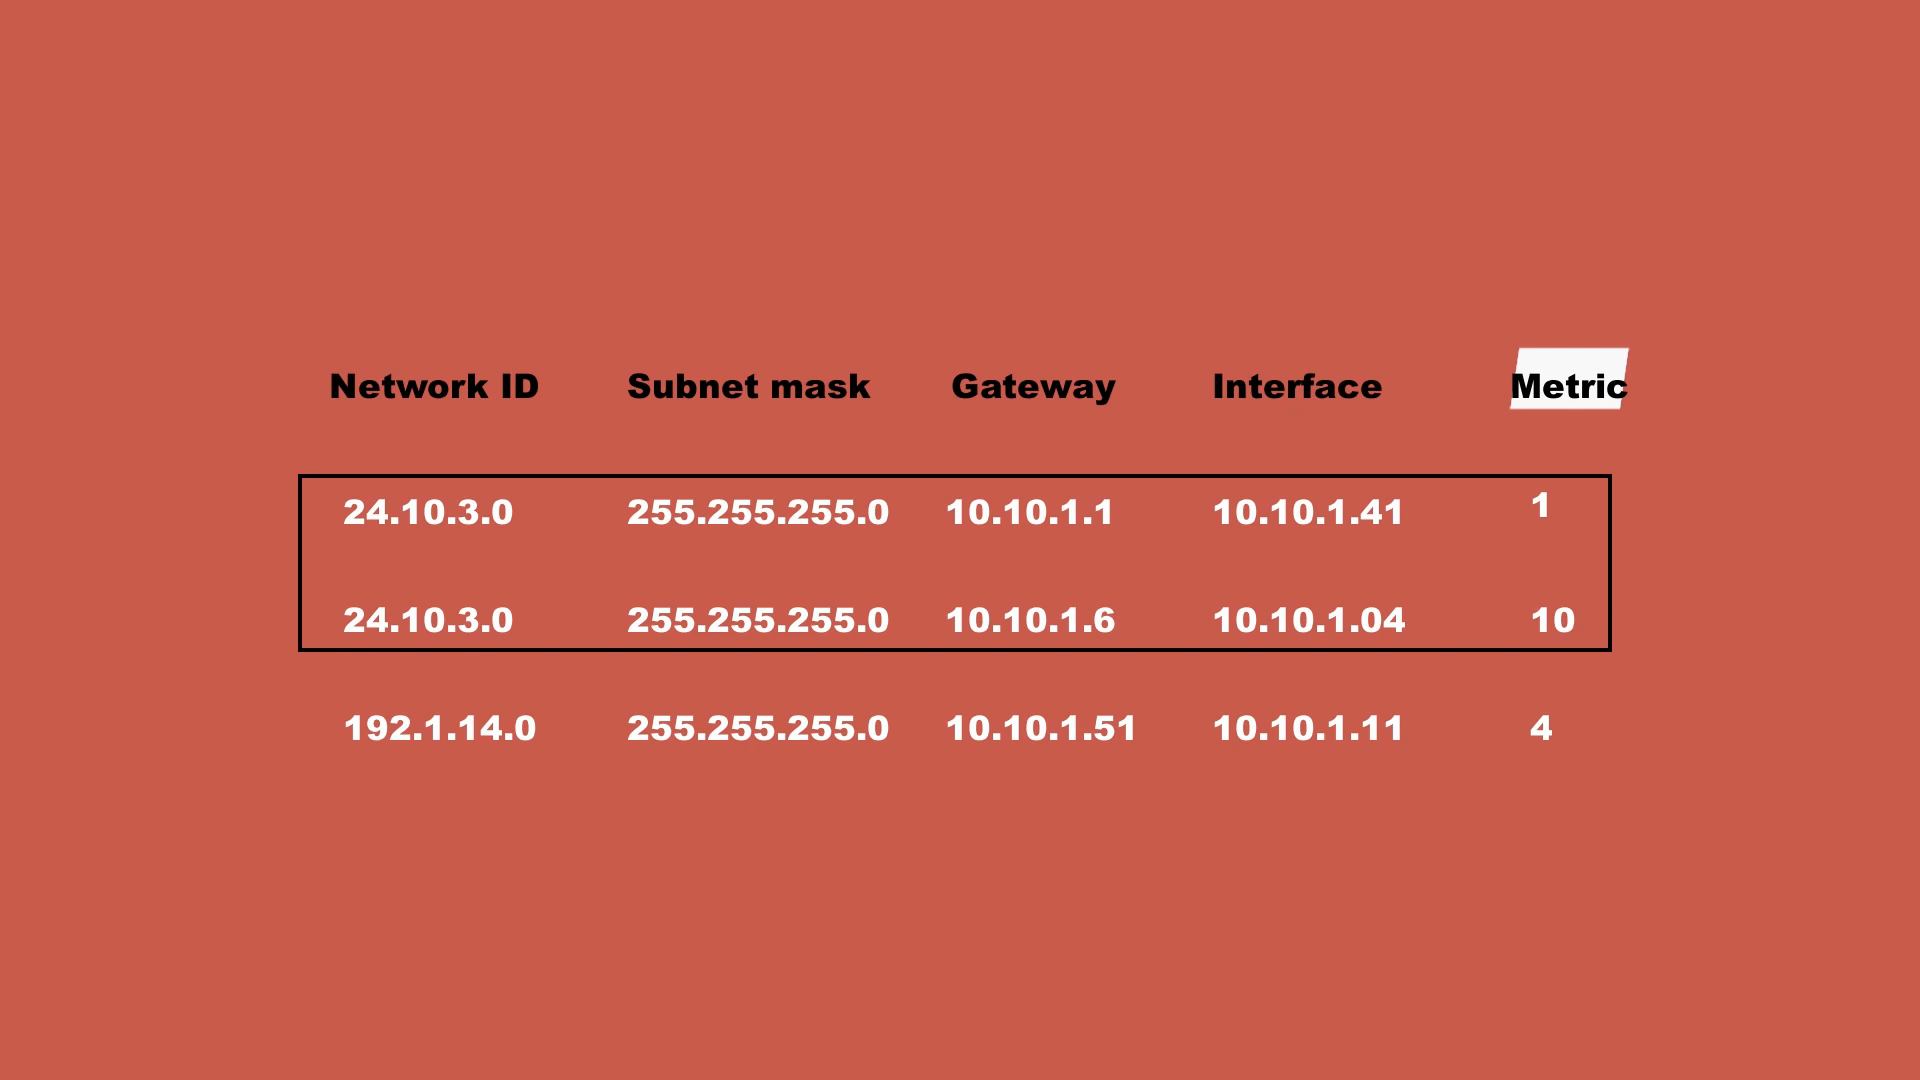 Network ID Subnet mask Gateway Interface Metric
24.10.3.0 255.255.255.0 10.10.1.1 10.10.1.41 1
24.10.3.0 255.255.255.0 10.10.1.6 10.10.1.04 10
192.1.14.0 255.255.255.0 10.10.1.51 10.10.1.11 4